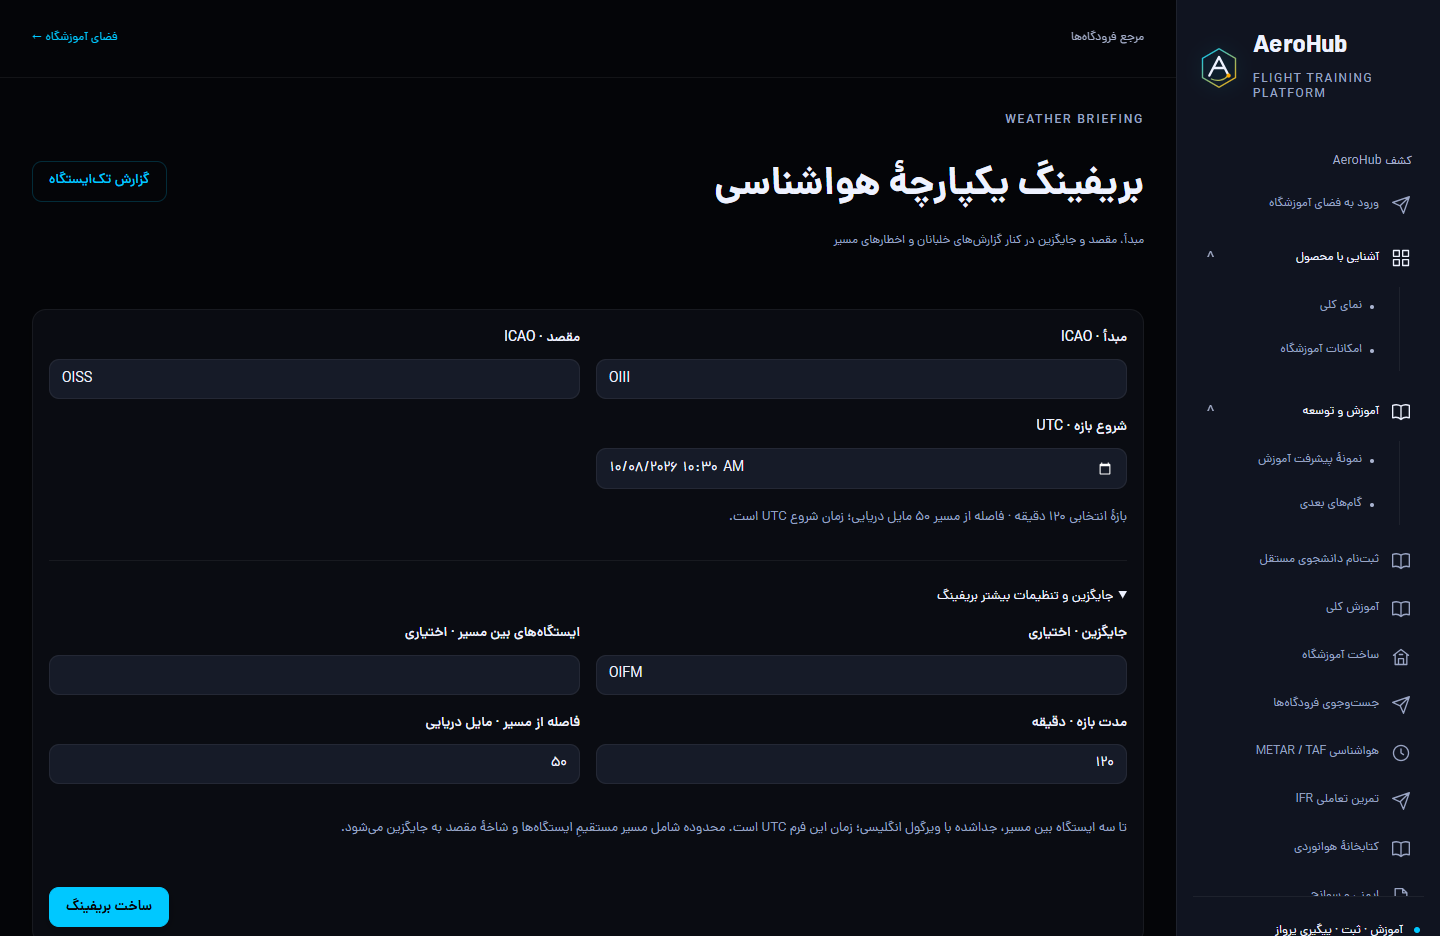 AeroHub
FLIGHT TRAINING
PLATFORM
کشف AeroHub
ورود به فضای آموزشگاه
آشنایی با محصول
نمای کلی
امکانات آموزشگاه
آموزش و توسعه
نمونهٔ پیشرفت آموزش
گام‌های بعدی
ثبت‌نام دانشجوی مستقل
آموزش کلی
ساخت آموزشگاه
جست‌وجوی فرودگاه‌ها
هواشناسی METAR / TAF
تمرین تعاملی IFR
کتابخانهٔ هوانوردی
ایمنی و سوانح
آموزش · ثبت · پیگیری پرواز
مرجع فرودگاه‌ها
فضای آموزشگاه ←
WEATHER BRIEFING
بریفینگ یکپارچهٔ هواشناسی
گزارش تک‌ایستگاه
مبدأ، مقصد و جایگزین در کنار گزارش‌های خلبانان و اخطارهای مسیر
مبدأ · ICAO
مقصد · ICAO
OIII
OISS
شروع بازه · UTC
۱۰/۰۸/۲۰۲۶ ۱۰:۳۰ AM
بازهٔ انتخابی ۱۲۰ دقیقه · فاصله از مسیر ۵۰ مایل دریایی؛ زمان شروع UTC است.
▼ جایگزین و تنظیمات بیشتر بریفینگ
جایگزین · اختیاری
ایستگاه‌های بین مسیر · اختیاری
OIFM
مدت بازه · دقیقه
فاصله از مسیر · مایل دریایی
۱۲۰
۵۰
تا سه ایستگاه بین مسیر، جداشده با ویرگول انگلیسی؛ زمان این فرم UTC است. محدوده شامل مسیر مستقیمِ ایستگاه‌ها و شاخهٔ مقصد به جایگزین می‌شود.
ساخت بریفینگ